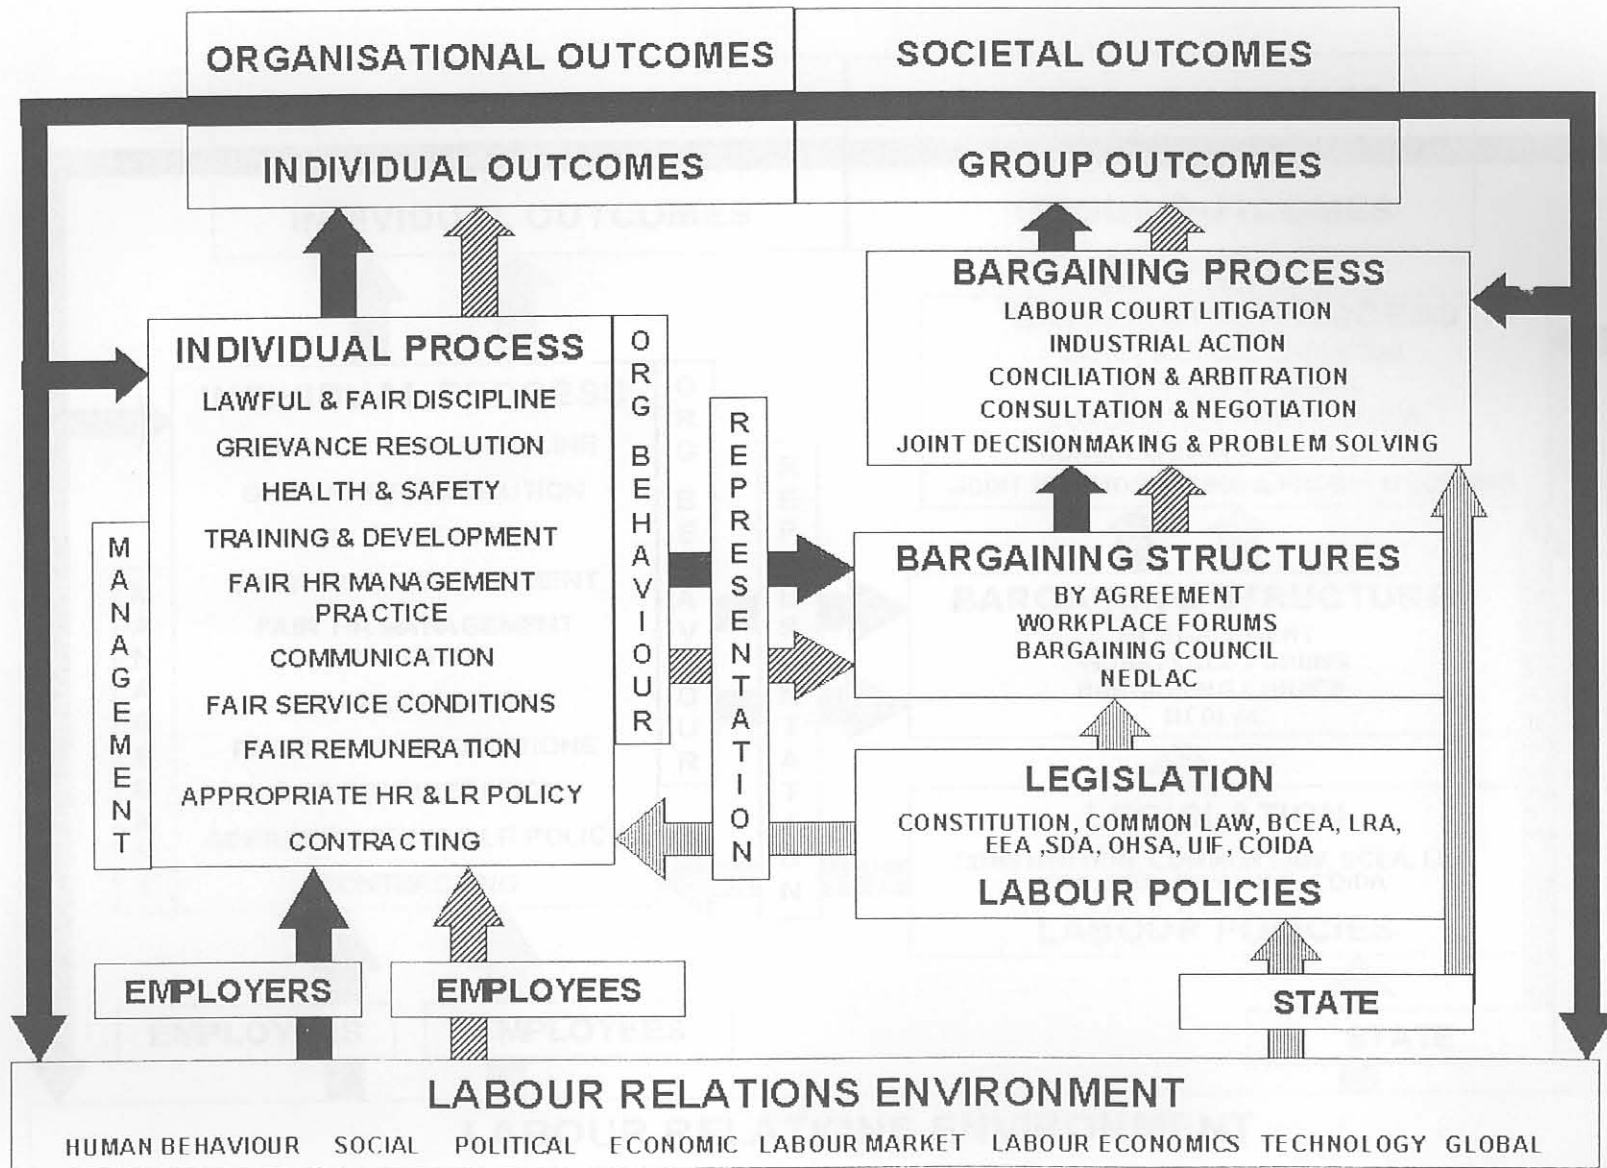 ORGANISATIONAL OUTCOMES
SOCIETAL OUTCOMES
INDIVIDUAL OUTCOMES
GROUP OUTCOMES
INDIVIDUAL PROCESS
LAWFUL & FAIR DISCIPLINE
GRIEVANCE RESOLUTION
HEALTH & SAFETY
TRAINING & DEVELOPMENT
FAIR HR MANAGEMENT
PRACTICE
COMMUNICATION
FAIR SERVICE CONDITIONS
FAIR REMUNERATION
APPROPRIATE HR & LR POLICY
CONTRACTING
MANAGEMENT
ORG BEHAVIOUR
REPRESENTATION
BARGAINING PROCESS
LABOUR COURT LITIGATION
INDUSTRIAL ACTION
CONCILIATION & ARBITRATION
CONSULTATION & NEGOTIATION
JOINT DECISIONMAKING & PROBLEM SOLVING
BARGAINING STRUCTURES
BY AGREEMENT
WORKPLACE FORUMS
BARGAINING COUNCIL
NEDLAC
LEGISLATION
CONSTITUTION, COMMON LAW, BCEA, LRA,
EEA ,SDA, OHSA, UIF, COIDA
LABOUR POLICIES
EMPLOYERS
EMPLOYEES
STATE
LABOUR RELATIONS ENVIRONMENT
HUMAN BEHAVIOUR SOCIAL POLITICAL ECONOMIC LABOUR MARKET LABOUR ECONOMICS TECHNOLOGY GLOBAL